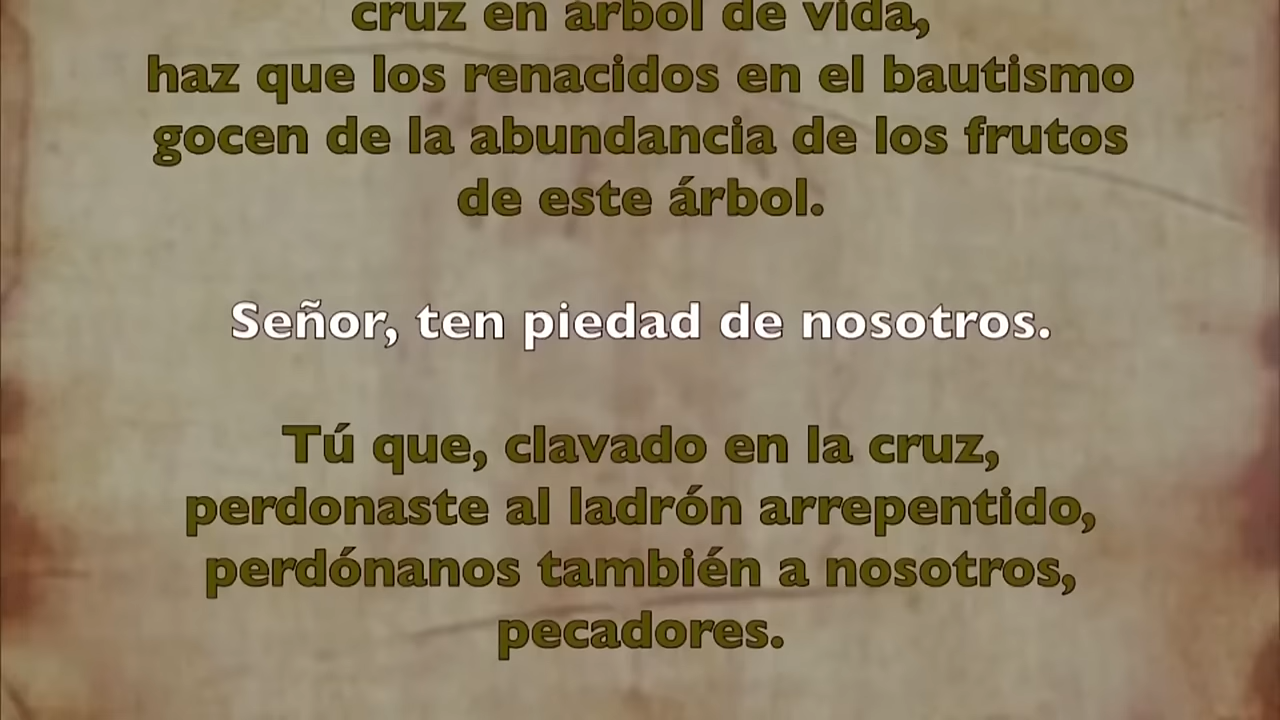 cruz en árbol de vida,
haz que los renacidos en el bautismo
gocen de la abundancia de los frutos
de este árbol.
Señor, ten piedad de nosotros.
Tú que, clavado en la cruz,
perdonaste al ladrón arrepentido,
perdónanos también a nosotros,
pecadores.